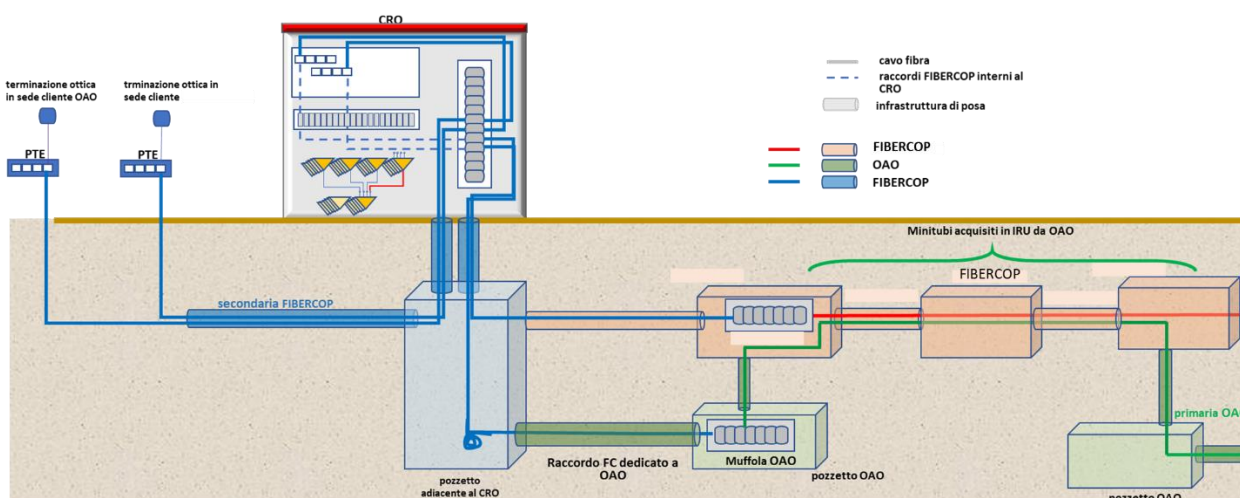 CRO
terminazione ottica
in sede cliente OAO
trminazione ottica in
sede cliente
PTE
PTE
cavo fibra
raccordi FIBERCOP interni al
CRO
infrastruttura di posa
FIBERCOP
OAO
FIBERCOP
Minitubi acquisiti in IRU da OAO
FIBERCOP
secondaria FIBERCOP
primaria OA
Raccordo FC dedicato a
OAO
Muffola OAO
pozzetto OAO
pozzetto
adiacente al CRO
pozzetto OAO